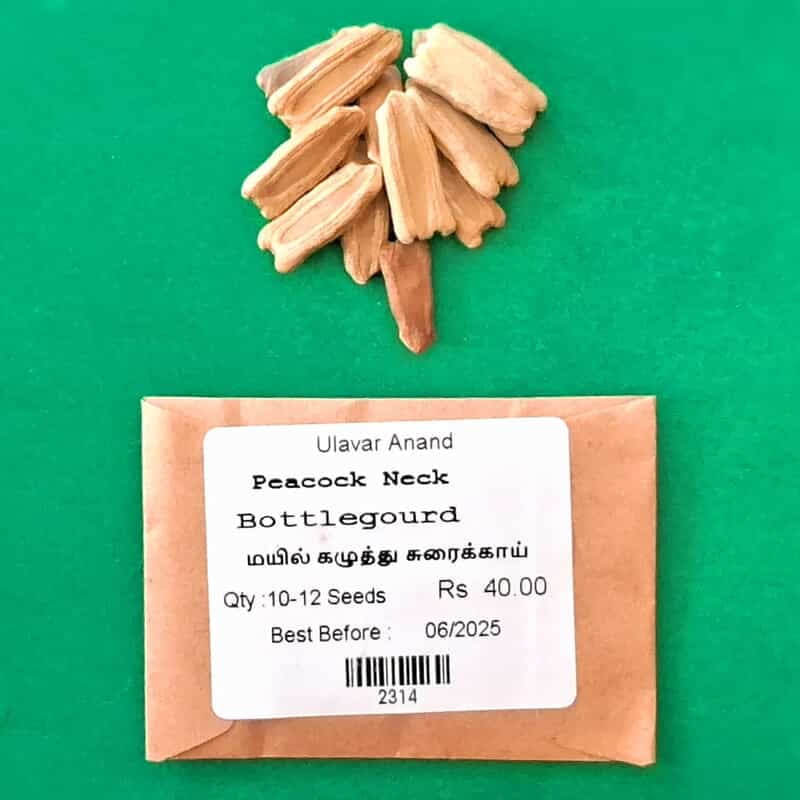 Ulavar Anand
Peacock Neck
Bottlegourd
மயில் கழுத்து சுரைக்காய்
Qty :10-12 Seeds Rs 40.00
Best Before : 06/2025
2314